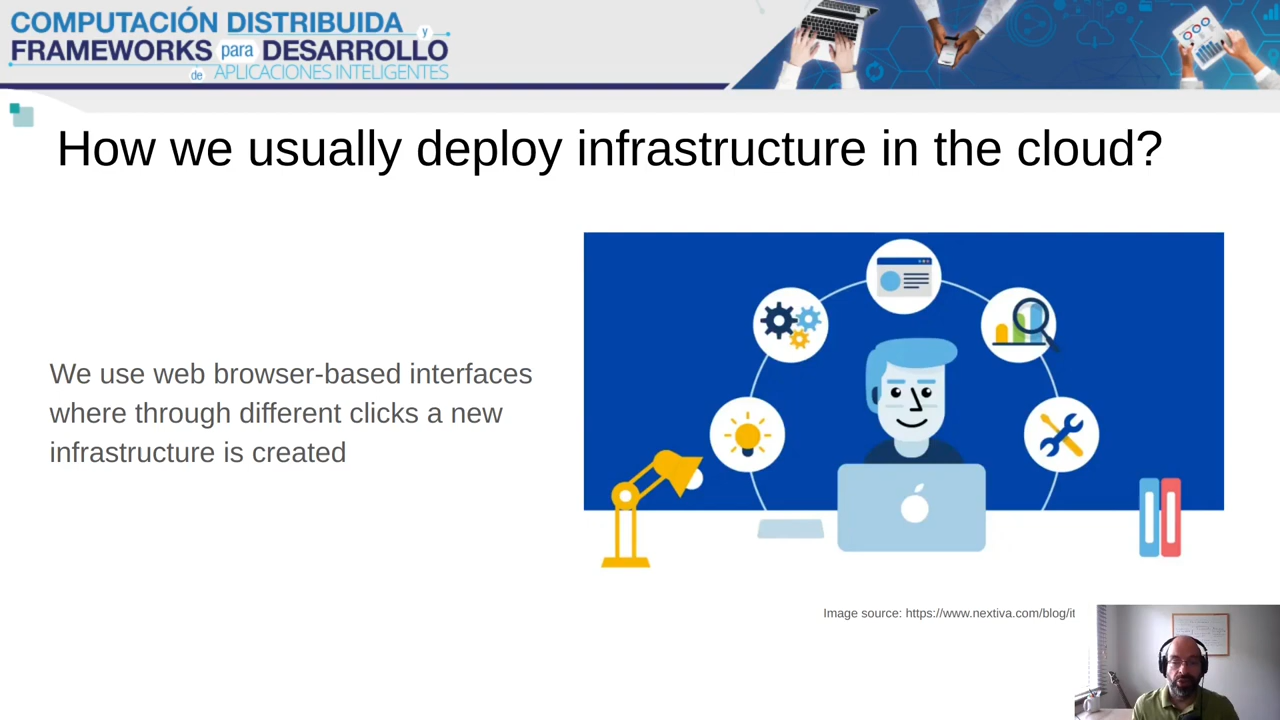 COMPUTACIÓN DISTRIBUIDA y
FRAMEWORKS para DESARROLLO
de APLICACIONES INTELIGENTES
How we usually deploy infrastructure in the cloud?
We use web browser-based interfaces
where through different clicks a new
infrastructure is created
Image source: https://www.nextiva.com/blog/it